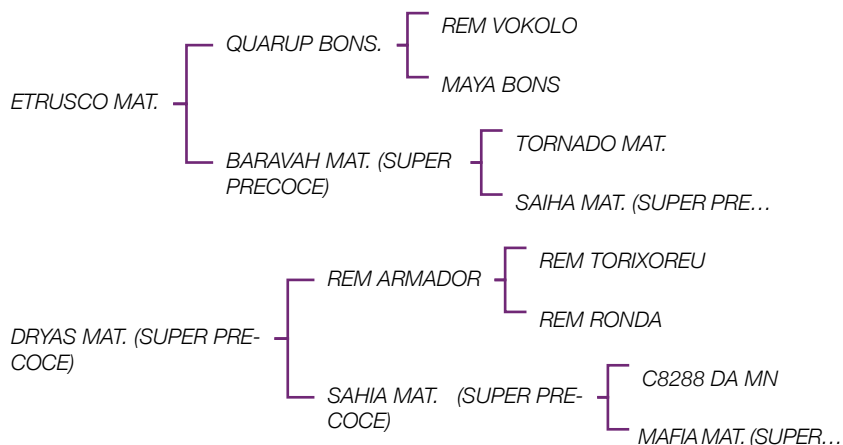 REM VOKOLO
QUARUP BONS.
MAYA BONS
ETRUSCO MAT.
TORNADO MAT.
BARAVAH MAT. (SUPER
PRECOCE)
SAIHA MAT. (SUPER PRE…
REM TORIXOREU
REM ARMADOR
REM RONDA
DRYAS MAT. (SUPER PRE-
COCE)
C8288 DA MN
SAHIA MAT. (SUPER PRE-
COCE)
MAFIA MAT. (SUPER…